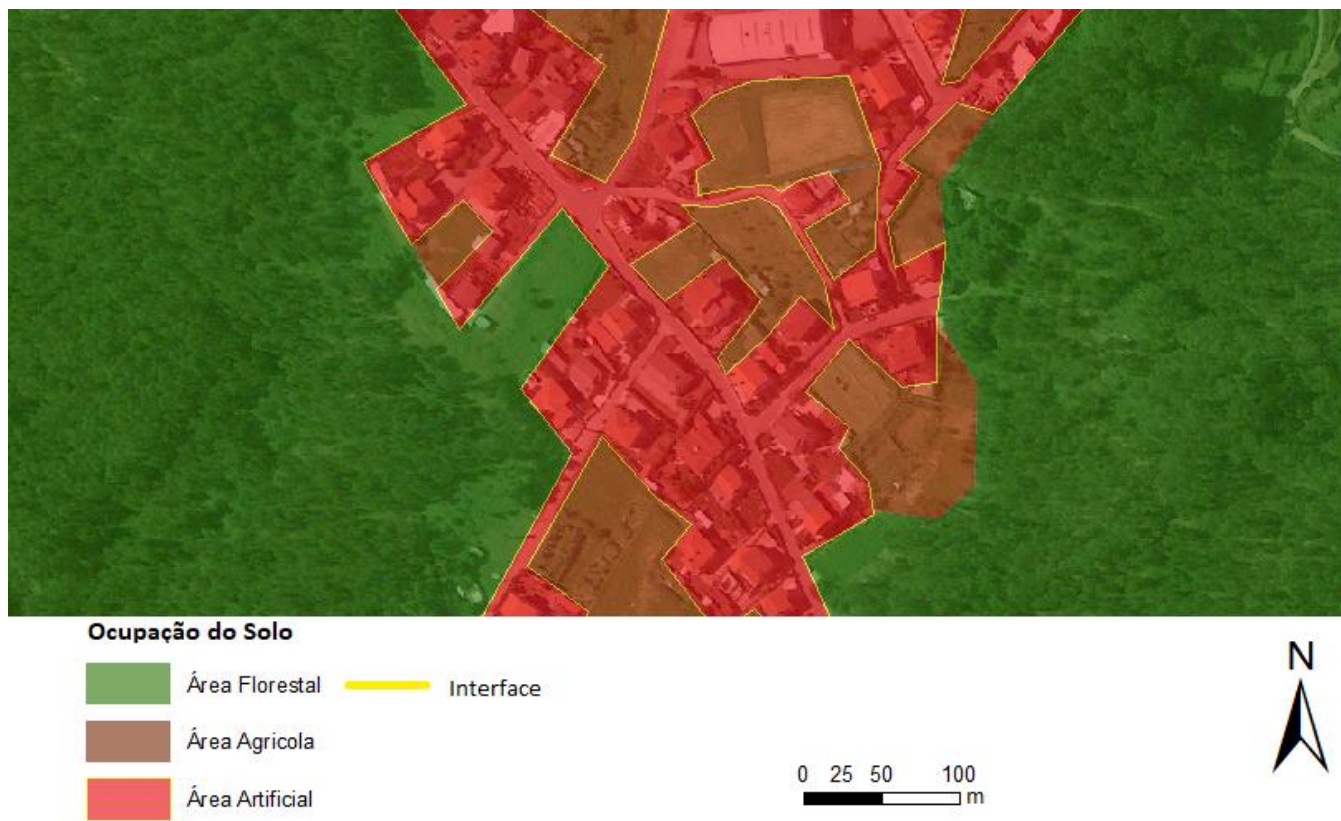 Ocupação do Solo
Área Florestal
Interface
Área Agricola
Área Artificial
N
0 25 50 100
m